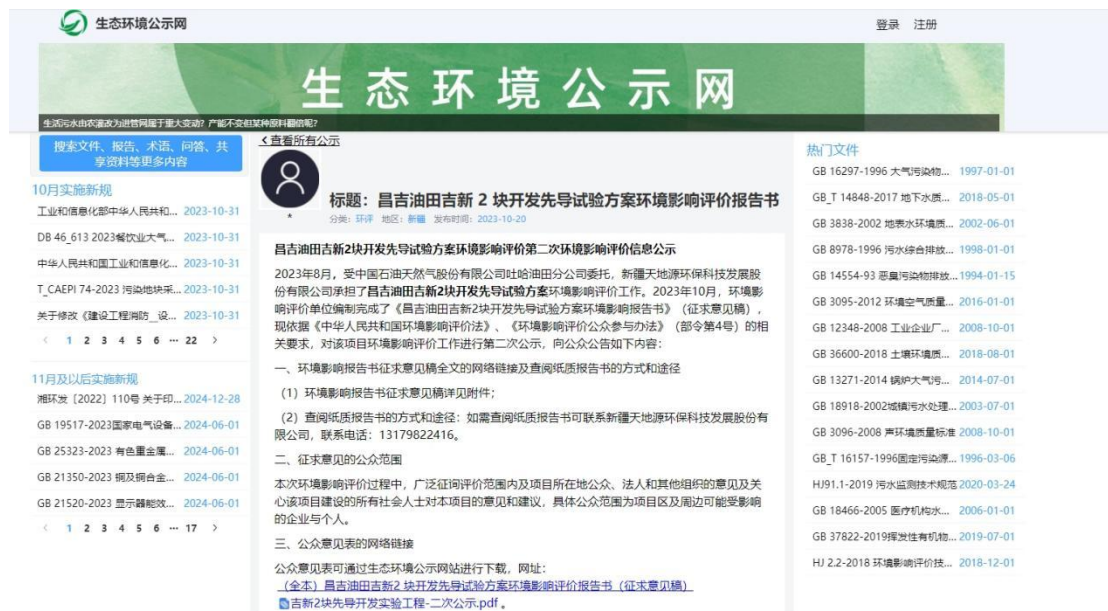 生态环境公示网
登录 注册
生态环境公示网
生活污水由农灌改为进管网属于重大变动？产能不变但某种原料翻倍呢？
搜索文件、报告、术语、问答、共
享资料等更多内容
10月实施新规
工业和信息化部中华人民共和... 2023-10-31
DB 46_613 2023餐饮业大气... 2023-10-31
中华人民共和国工业和信息化... 2023-10-31
T_CAEPI 74-2023 污染地块采... 2023-10-31
关于修改《建设工程消防__设... 2023-10-31
< 1 2 3 4 5 6 ··· 22 >
11月及以后实施新规
湘环发〔2022〕110号 关于印... 2024-12-28
GB 19517-2023国家电气设备... 2024-06-01
GB 25323-2023 有色重金属... 2024-06-01
GB 21350-2023 铜及铜合金... 2024-06-01
GB 21520-2023 显示器能效... 2024-06-01
< 1 2 3 4 5 6 ··· 17 >
<查看所有公示
*
标题：昌吉油田吉新 2 块开发先导试验方案环境影响评价报告书
分类：环评 地区：新疆 发布时间：2023-10-20
昌吉油田吉新2块开发先导试验方案环境影响评价第二次环境影响评价信息公示
2023年8月，受中国石油天然气股份有限公司吐哈油田分公司委托，新疆天地源环保科技发展股
份有限公司承担了昌吉油田吉新2块开发先导试验方案环境影响评价工作。2023年10月，环境影
响评价单位编制完成了《昌吉油田吉新2块开发先导试验方案环境影响报告书》（征求意见稿），
现依据《中华人民共和国环境影响评价法》、《环境影响评价公众参与办法》（部令第4号）的相
关要求，对该项目环境影响评价工作进行第二次公示，向公众公告如下内容：
一、环境影响报告书征求意见稿全文的网络链接及查阅纸质报告书的方式和途径
（1）环境影响报告书征求意见稿详见附件；
（2）查阅纸质报告书的方式和途径：如需查阅纸质报告书可联系新疆天地源环保科技发展股份有
限公司，联系电话：13179822416。
二、征求意见的公众范围
本次环境影响评价过程中，广泛征询评价范围内及项目所在地公众、法人和其他组织的意见及关
心该项目建设的所有社会人士对本项目的意见和建议，具体公众范围为项目区及周边可能受影响
的企业与个人。
三、公众意见表的网络链接
公众意见表可通过生态环境公示网站进行下载，网址：
（全本）昌吉油田吉新2 块开发先导试验方案环境影响评价报告书（征求意见稿）
吉新2块先导开发实验工程-二次公示.pdf 。
热门文件
GB 16297-1996 大气污染物... 1997-01-01
GB_T 14848-2017 地下水质... 2018-05-01
GB 3838-2002 地表水环境质... 2002-06-01
GB 8978-1996 污水综合排放... 1998-01-01
GB 14554-93 恶臭污染物排放... 1994-01-15
GB 3095-2012 环境空气质量... 2016-01-01
GB 12348-2008 工业企业厂... 2008-10-01
GB 36600-2018 土壤环境质... 2018-08-01
GB 13271-2014 锅炉大气污... 2014-07-01
GB 18918-2002城镇污水处理... 2003-07-01
GB 3096-2008 声环境质量标准 2008-10-01
GB_T 16157-1996固定污染源... 1996-03-06
HJ91.1-2019 污水监测技术规范 2020-03-24
GB 18466-2005 医疗机构水... 2006-01-01
GB 37822-2019挥发性有机物... 2019-07-01
HJ 2.2-2018 环境影响评价技... 2018-12-01